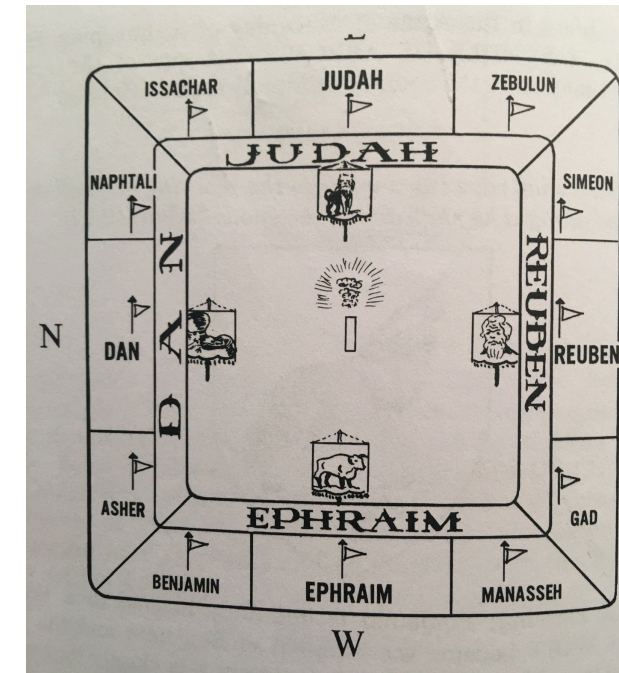 ISSACHAR
JUDAH
ZEBULUN
JUDAH
NAPHTALI
SIMEON
N
DAN
DAN
REUBEN
REUBEN
ASHER
GAD
EPHRAIM
BENJAMIN
EPHRAIM
MANASSEH
W